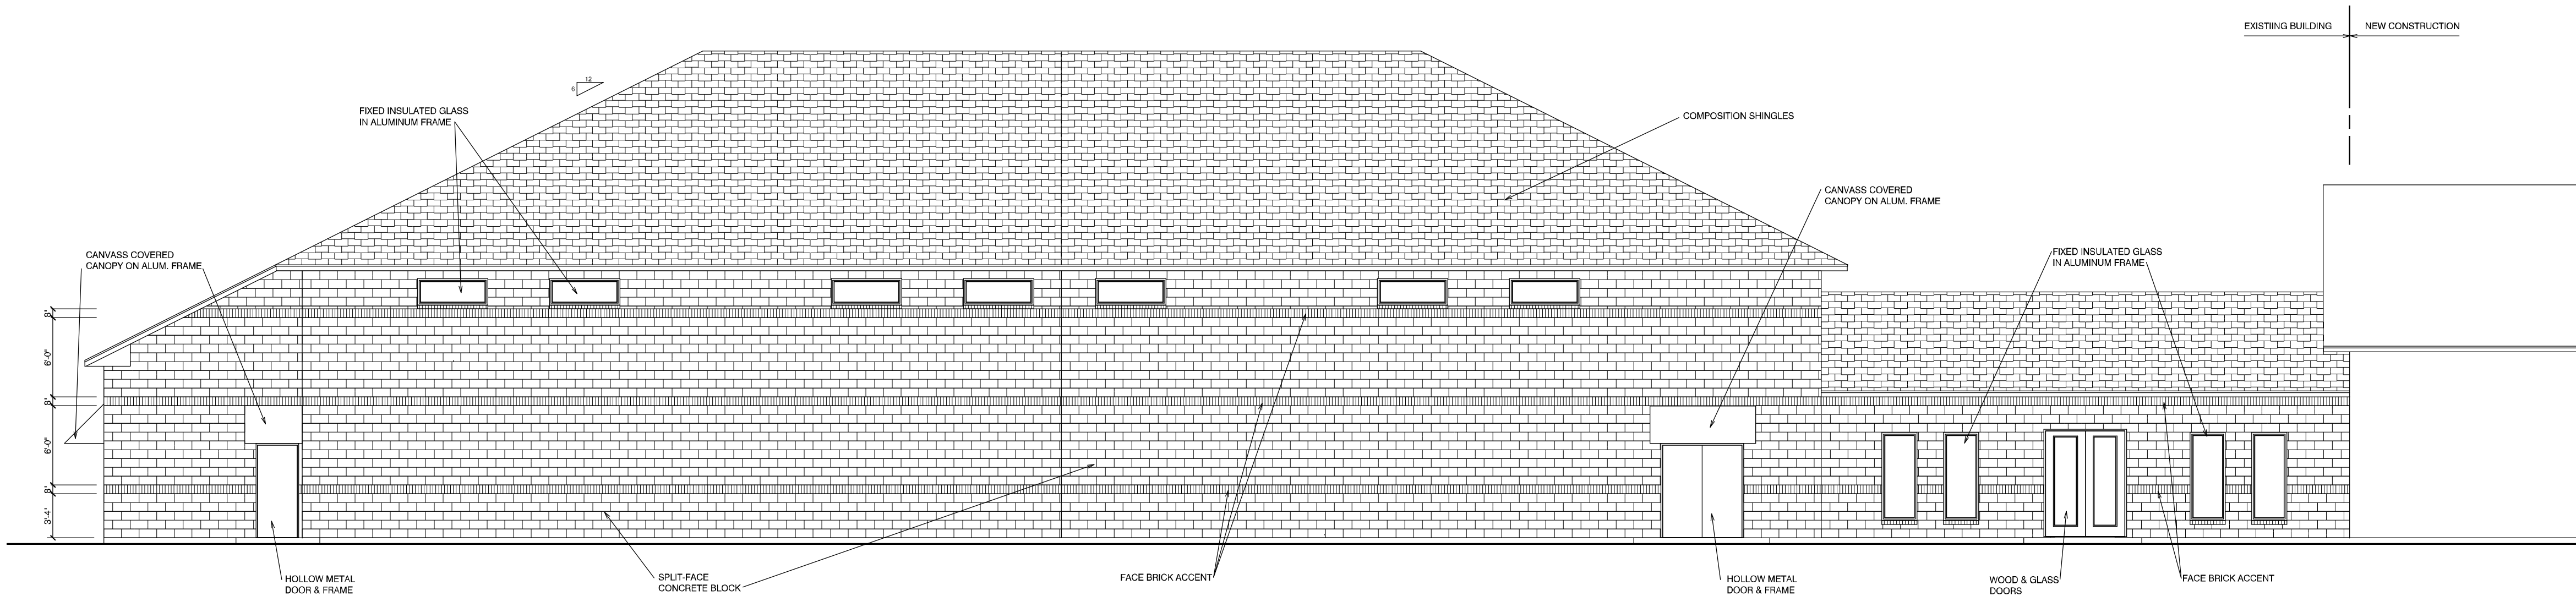 EXISTIING BUILDING
NEW CONSTRUCTION
12
6
FIXED INSULATED GLASS
IN ALUMINUM FRAME
COMPOSITION SHINGLES
CANVASS COVERED
CANOPY ON ALUM. FRAME
CANVASS COVERED
CANOPY ON ALUM. FRAME
FIXED INSULATED GLASS
IN ALUMINUM FRAME
8"
6'-0"
8"
6'-0"
8"
3'-4"
HOLLOW METAL
DOOR & FRAME
SPLIT-FACE
CONCRETE BLOCK
FACE BRICK ACCENT
HOLLOW METAL
DOOR & FRAME
WOOD & GLASS
DOORS
FACE BRICK ACCENT